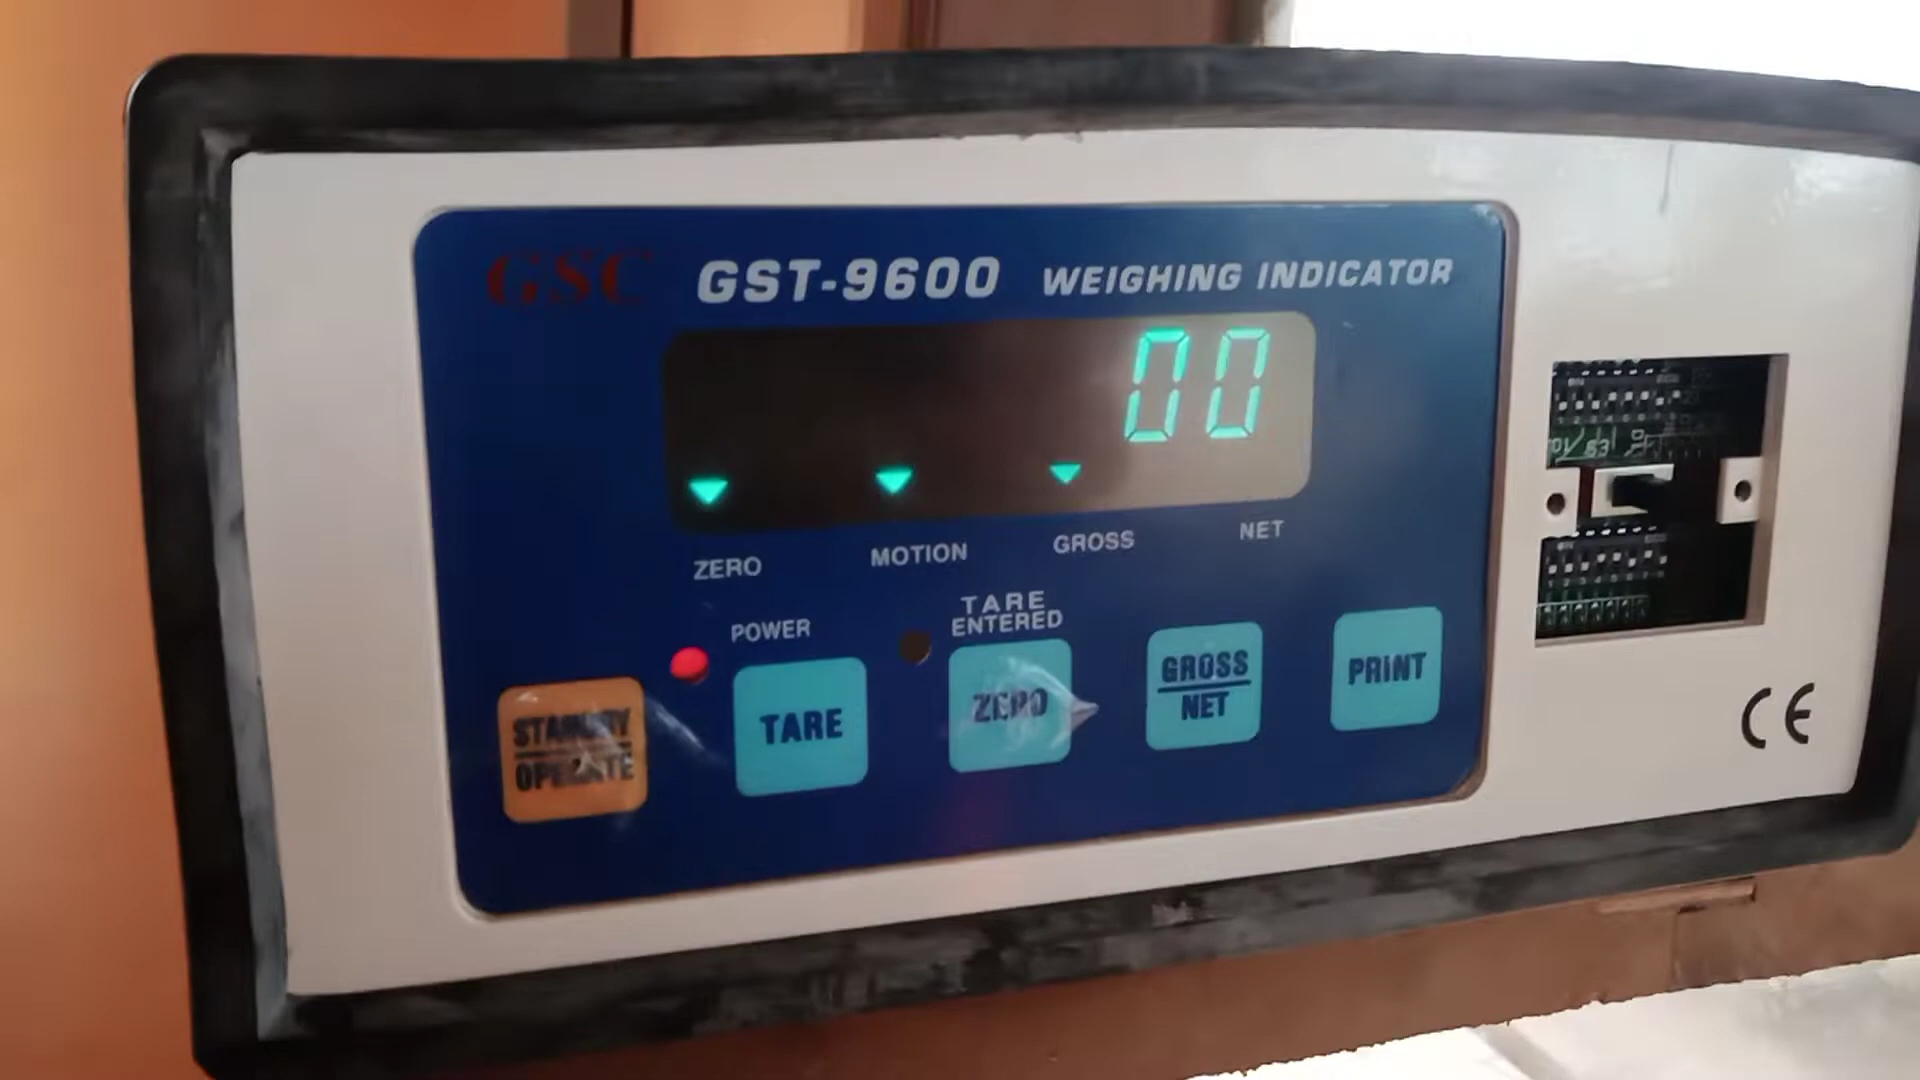 GSC GST-9600 WEIGHING INDICATOR
00
ZERO MOTION GROSS NET
POWER TARE ENTERED
STANDBY
OPERATE
TARE
ZERO
GROSS
NET
PRINT
CE